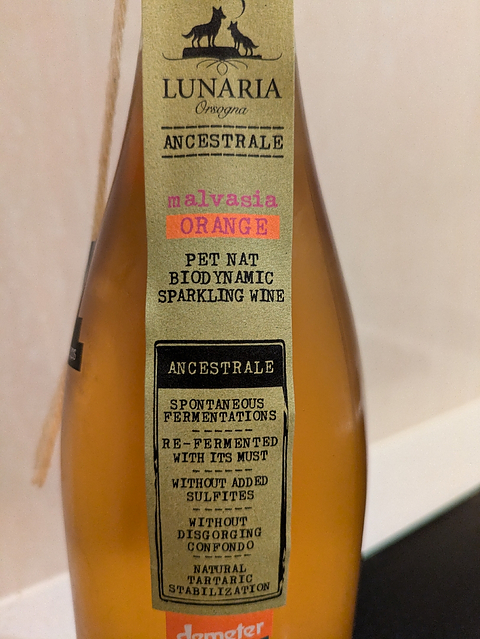 LUNARIA
Orsogna
ANCESTRALE
malvasia
ORANGE
PET NAT
BIODYNAMIC
SPARKLING WINE
ANCESTRALE
SPONTANEOUS
FERMENTATIONS
RE-FERMENTED
WITH ITS MUST
WITHOUT ADDED
SULFITES
WITHOUT
DISGORGING
CONFONDO
NATURAL
TARTARIC
STABILIZATION
demeter